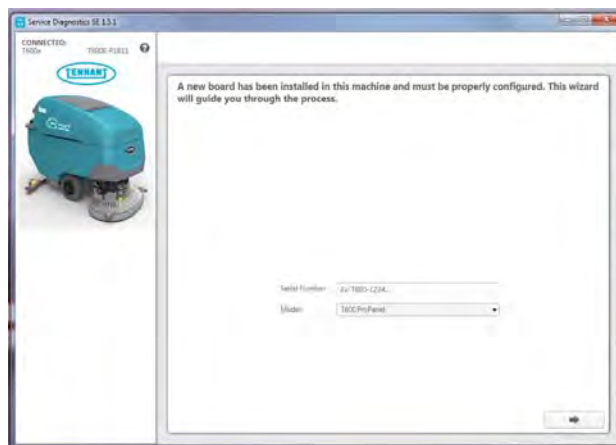 Service Diagnostics SE 1.5.1
CONNECTED:
T600e
TENNANT
A new board has been installed in this machine and must be properly configured. This wizard
will guide you through the process.
Serial Number
Model
T600 ProPanel